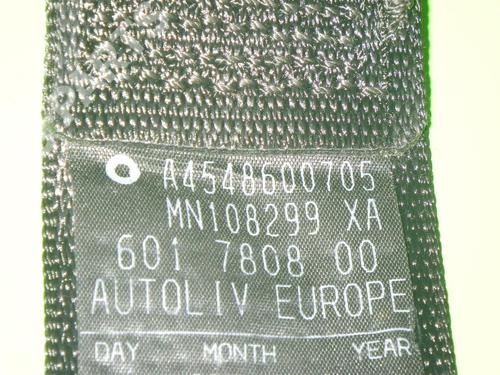 A4548600705
MN108299 XA
601 7808 00
AUTOLIV EUROPE
DAY MONTH YEAR